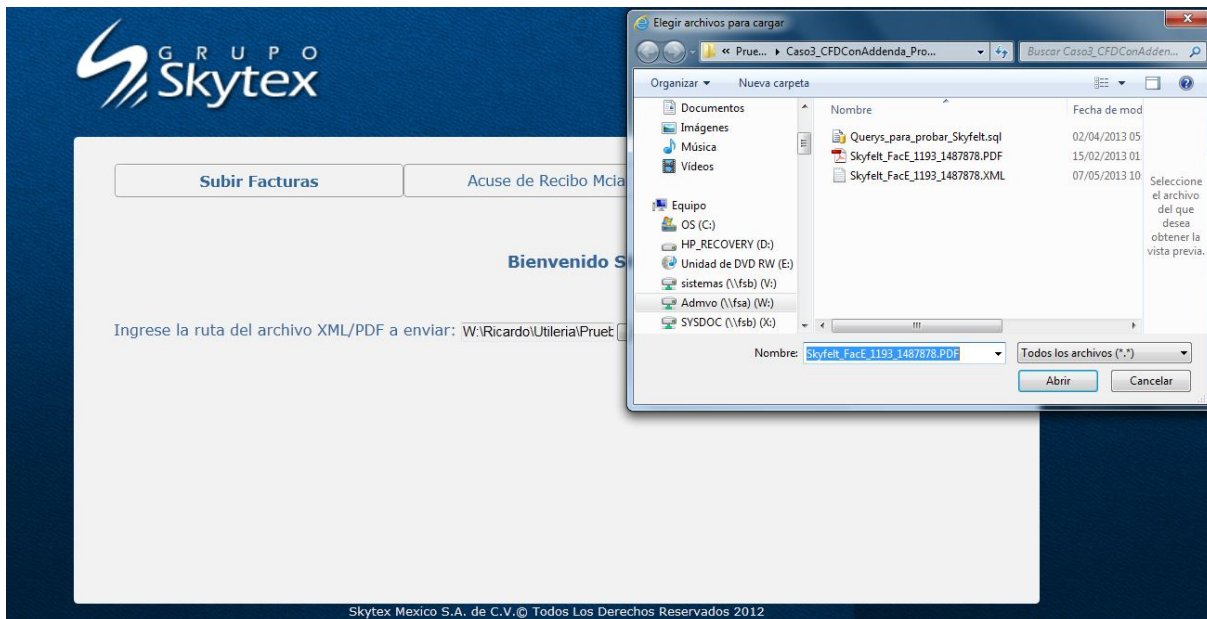 GRUPO
Skytex
Subir Facturas
Acuse de Recibo Mcia
Bienvenido S
Ingrese la ruta del archivo XML/PDF a enviar: W:\Ricardo\Utileria\Prueb
Skytex Mexico S.A. de C.V.© Todos Los Derechos Reservados 2012
Elegir archivos para cargar
« Prue... ▸ Caso3_CFDConAddenda_Pro...
Buscar Caso3_CFDConAdden...
Organizar Nueva carpeta
Documentos
Imágenes
Música
Vídeos
Equipo
OS (C:)
HP_RECOVERY (D:)
Unidad de DVD RW (E:)
sistemas (\\fsb) (V:)
Admvo (\\fsa) (W:)
SYSDOC (\\fsb) (X:)
Nombre Fecha de mod
Querys_para_probar_Skyfelt.sql 02/04/2013 05
Skyfelt_FacE_1193_1487878.PDF 15/02/2013 01
Skyfelt_FacE_1193_1487878.XML 07/05/2013 10
Seleccione
el archivo
del que
desea
obtener la
vista previa.
Nombre: Skyfelt_FacE_1193_1487878.PDF Todos los archivos (*.*)
Abrir Cancelar